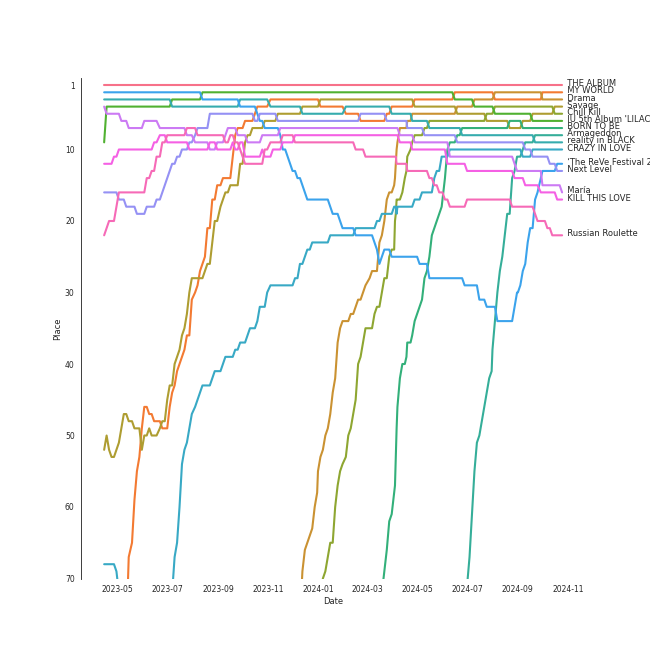 1
10
20
30
40
50
60
70
Place
2023-05
2023-07
2023-09
2023-11
2024-01
2024-03
2024-05
2024-07
2024-09
2024-11
Date
THE ALBUM
MY WORLD
Drama
Savage
Chill Kill
IU 5th Album 'LILAC
BORN TO BE
Armageddon
reality in BLACK
CRAZY IN LOVE
'The ReVe Festival 2
Next Level
María
KILL THIS LOVE
Russian Roulette